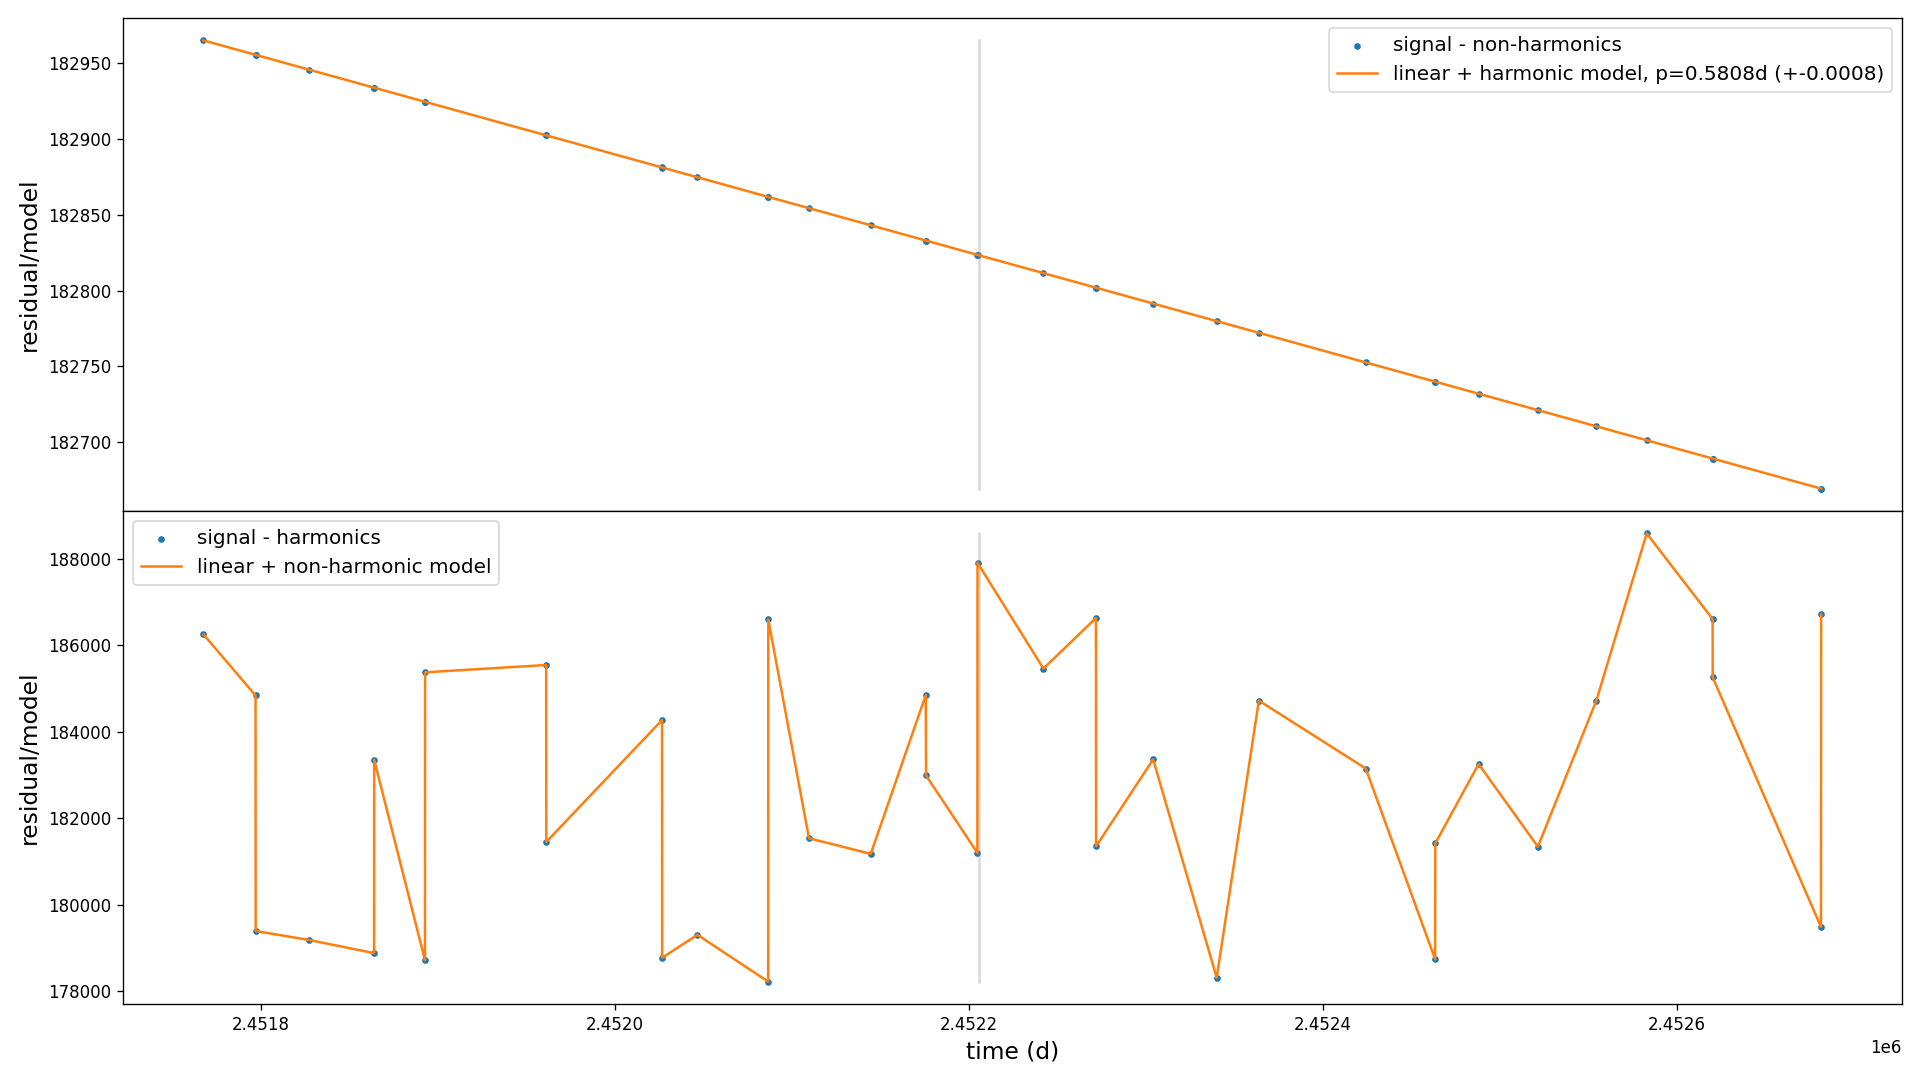 182950
182900
182850
182800
182750
182700
residual/model
signal - non-harmonics
linear + harmonic model, p=0.5808d (+-0.0008)
188000
186000
184000
182000
180000
178000
residual/model
signal - harmonics
linear + non-harmonic model
2.4518
2.4520
2.4522
2.4524
2.4526
1e6
time (d)